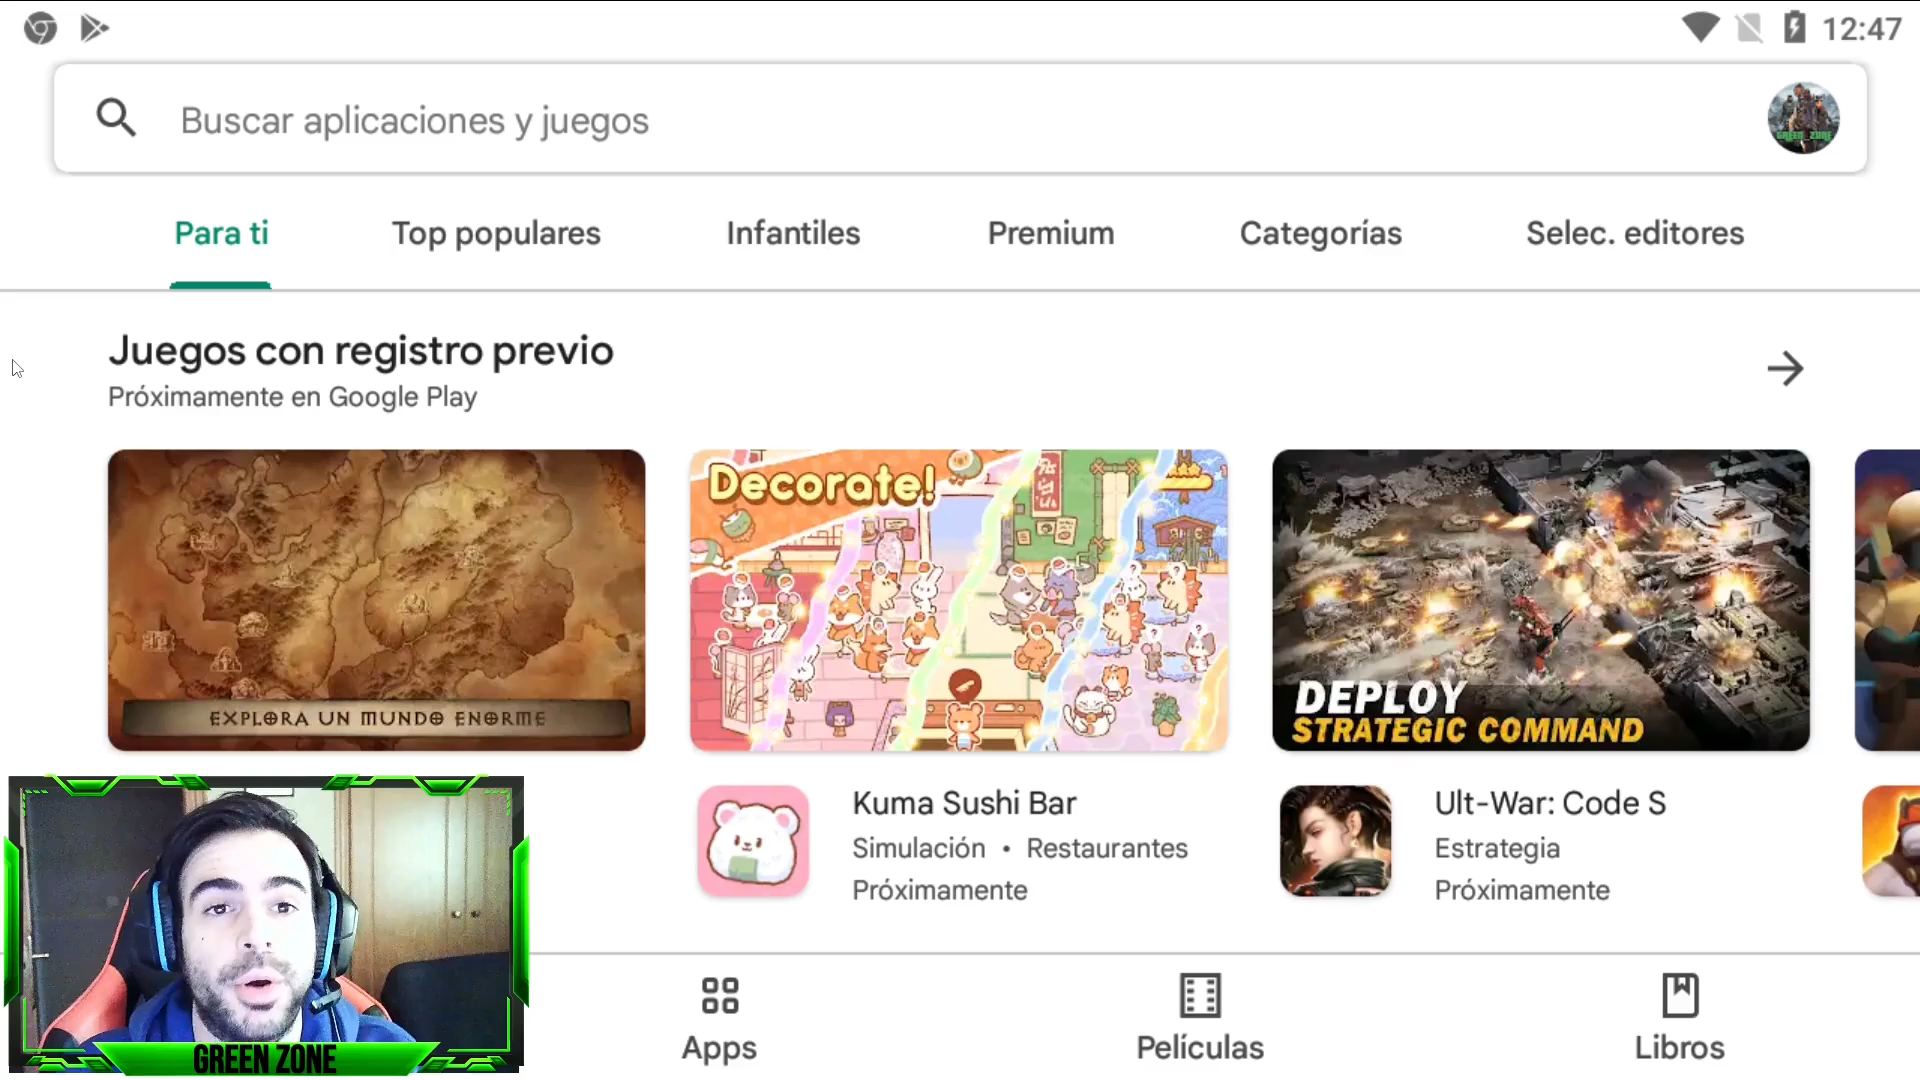 12:47
Buscar aplicaciones y juegos
GREEN ZONE
Para ti
Top populares
Infantiles
Premium
Categorías
Selec. editores
Juegos con registro previo
Próximamente en Google Play
EXPLORA UN MUNDO ENORME
Decorate!
DEPLOY
STRATEGIC COMMAND
Kuma Sushi Bar
Simulación • Restaurantes
Próximamente
Ult-War: Code S
Estrategia
Próximamente
GREEN ZONE
Apps
Películas
Libros